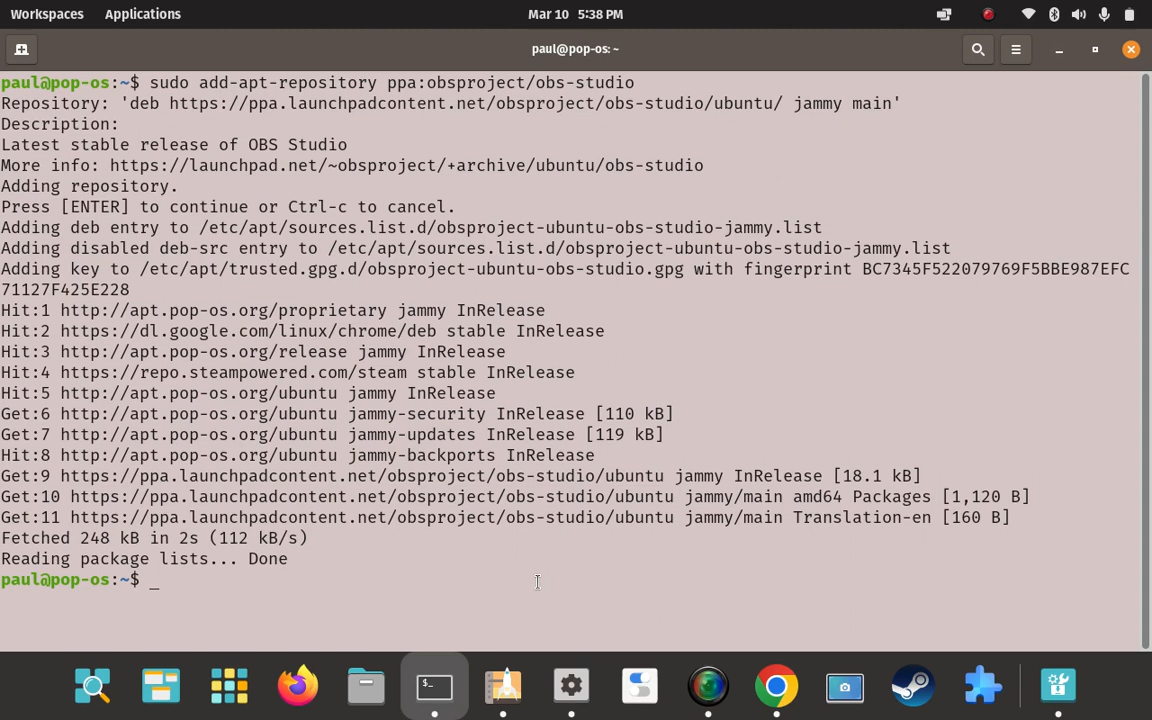 Workspaces Applications Mar 10 5:38 PM
paul@pop-os: ~
paul@pop-os:~$ sudo add-apt-repository ppa:obsproject/obs-studio
Repository: 'deb https://ppa.launchpadcontent.net/obsproject/obs-studio/ubuntu/ jammy main'
Description:
Latest stable release of OBS Studio
More info: https://launchpad.net/~obsproject/+archive/ubuntu/obs-studio
Adding repository.
Press [ENTER] to continue or Ctrl-c to cancel.
Adding deb entry to /etc/apt/sources.list.d/obsproject-ubuntu-obs-studio-jammy.list
Adding disabled deb-src entry to /etc/apt/sources.list.d/obsproject-ubuntu-obs-studio-jammy.list
Adding key to /etc/apt/trusted.gpg.d/obsproject-ubuntu-obs-studio.gpg with fingerprint BC7345F522079769F5BBE987EFC
71127F425E228
Hit:1 http://apt.pop-os.org/proprietary jammy InRelease
Hit:2 https://dl.google.com/linux/chrome/deb stable InRelease
Hit:3 http://apt.pop-os.org/release jammy InRelease
Hit:4 https://repo.steampowered.com/steam stable InRelease
Hit:5 http://apt.pop-os.org/ubuntu jammy InRelease
Get:6 http://apt.pop-os.org/ubuntu jammy-security InRelease [110 kB]
Get:7 http://apt.pop-os.org/ubuntu jammy-updates InRelease [119 kB]
Hit:8 http://apt.pop-os.org/ubuntu jammy-backports InRelease
Get:9 https://ppa.launchpadcontent.net/obsproject/obs-studio/ubuntu jammy InRelease [18.1 kB]
Get:10 https://ppa.launchpadcontent.net/obsproject/obs-studio/ubuntu jammy/main amd64 Packages [1,120 B]
Get:11 https://ppa.launchpadcontent.net/obsproject/obs-studio/ubuntu jammy/main Translation-en [160 B]
Fetched 248 kB in 2s (112 kB/s)
Reading package lists... Done
paul@pop-os:~$ _
$_